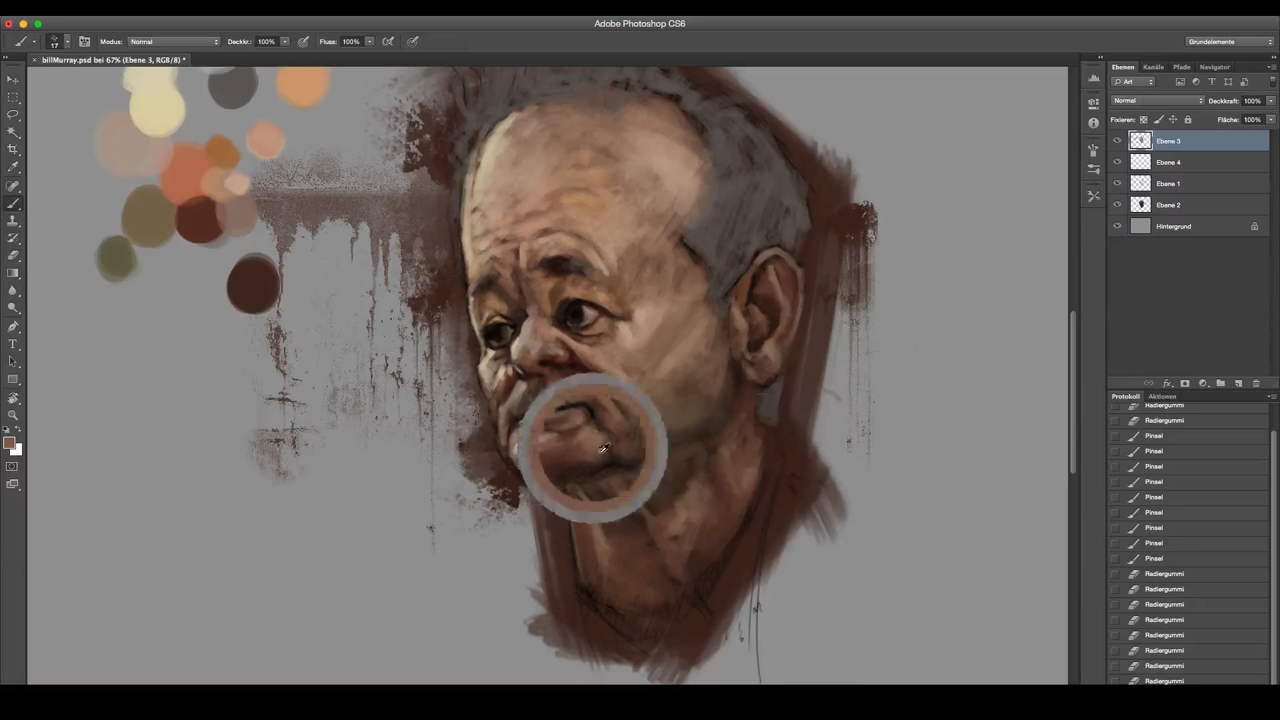 Adobe Photoshop CS6
17 Modus: Normal Deckkr.: 100% Fluss: 100% Grundelemente
× billMurray.psd bei 67% (Ebene 3, RGB/8) *
Ebenen Kanäle Pfade Navigator
Art
Normal Deckkraft: 100%
Fixieren: Fläche: 100%
Ebene 3
Ebene 4
Ebene 1
Ebene 2
Hintergrund
fx
Protokoll Aktionen
Radiergummi
Radiergummi
Pinsel
Pinsel
Pinsel
Pinsel
Pinsel
Pinsel
Pinsel
Pinsel
Pinsel
Radiergummi
Radiergummi
Radiergummi
Radiergummi
Radiergummi
Radiergummi
Radiergummi
Radiergummi